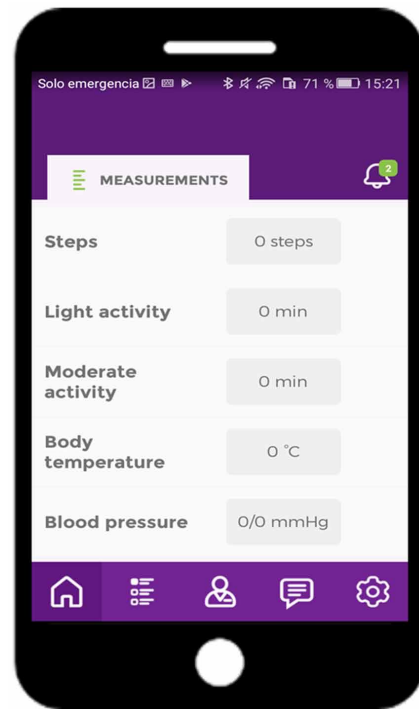 Solo emergencia 71 % 15:21
MEASUREMENTS
2
Steps 0 steps
Light activity 0 min
Moderate
activity 0 min
Body
temperature 0 °C
Blood pressure 0/0 mmHg